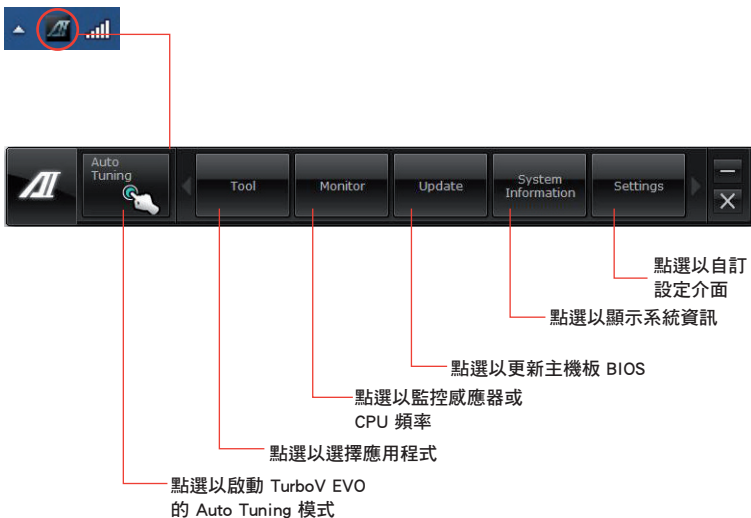 Auto
Tuning
Tool
Monitor
Update
System
Information
Settings
點選以自訂
設定介面
點選以顯示系統資訊
點選以更新主機板 BIOS
點選以監控感應器或
CPU 頻率
點選以選擇應用程式
點選以啟動 TurboV EVO
的 Auto Tuning 模式